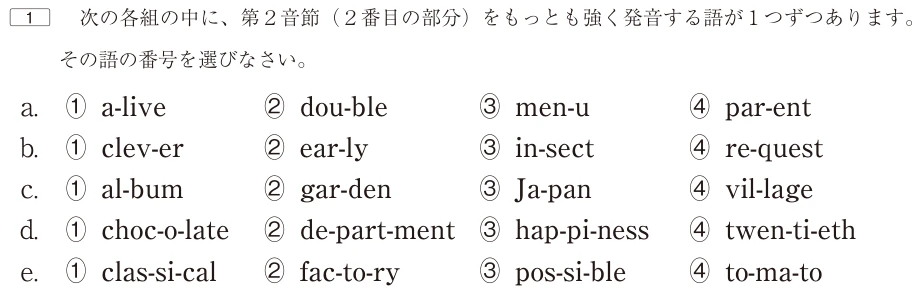 1 次の各組の中に、第2音節（2番目の部分）をもっとも強く発音する語が1つずつあります。
その語の番号を選びなさい。
a. ① a-live ② dou-ble ③ men-u ④ par-ent
b. ① clev-er ② ear-ly ③ in-sect ④ re-quest
c. ① al-bum ② gar-den ③ Ja-pan ④ vil-lage
d. ① choc-o-late ② de-part-ment ③ hap-pi-ness ④ twen-ti-eth
e. ① clas-si-cal ② fac-to-ry ③ pos-si-ble ④ to-ma-to